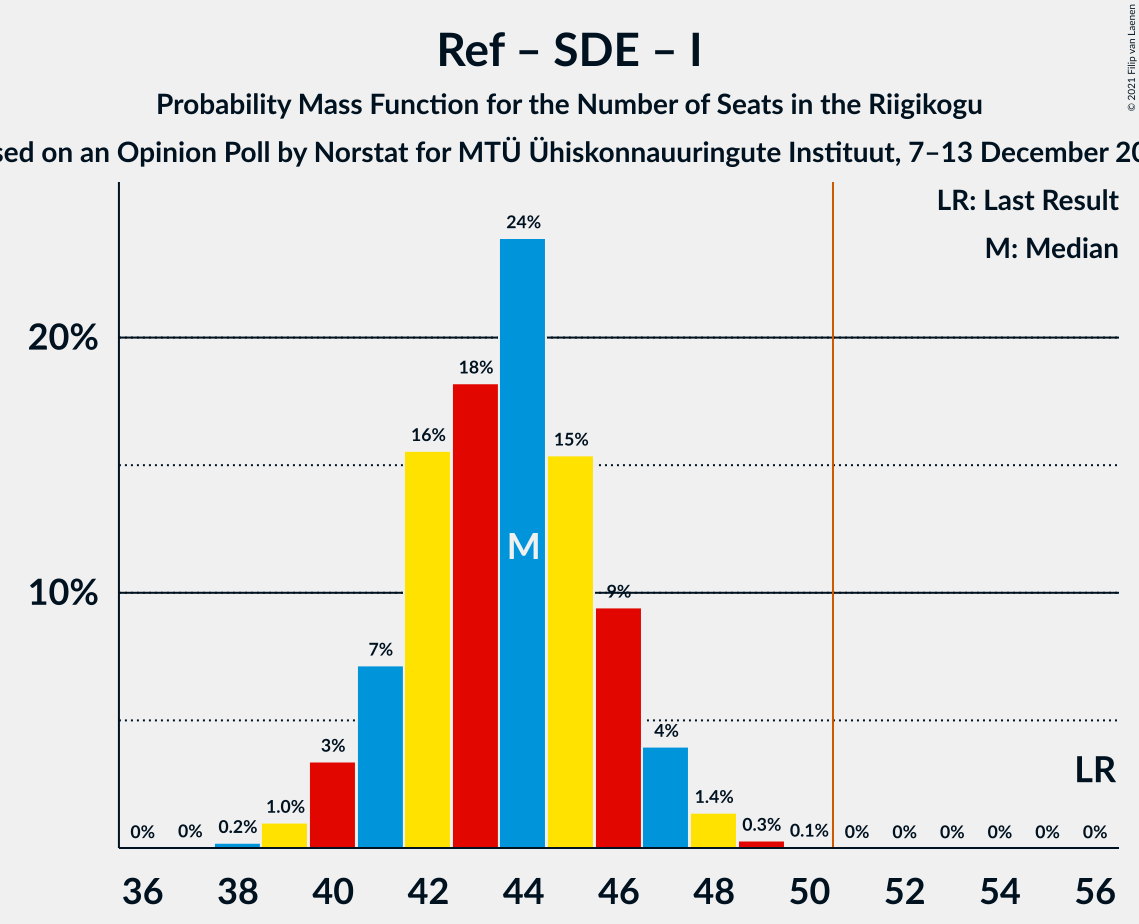 Ref – SDE – I
Probability Mass Function for the Number of Seats in the Riigikogu
on an Opinion Poll by Norstat for MTÜ Ühiskonnauuringute Instituut, 7–13 December
© 2021 Filip van Laenen
LR: Last Result
M: Median
24%
20%
18%
16%
15%
M
10%
9%
7%
4%
3%
LR
1.0%
1.4%
0% 0% 0.2% 0.3% 0.1% 0% 0% 0% 0% 0% 0%
36 38 40 42 44 46 48 50 52 54 56